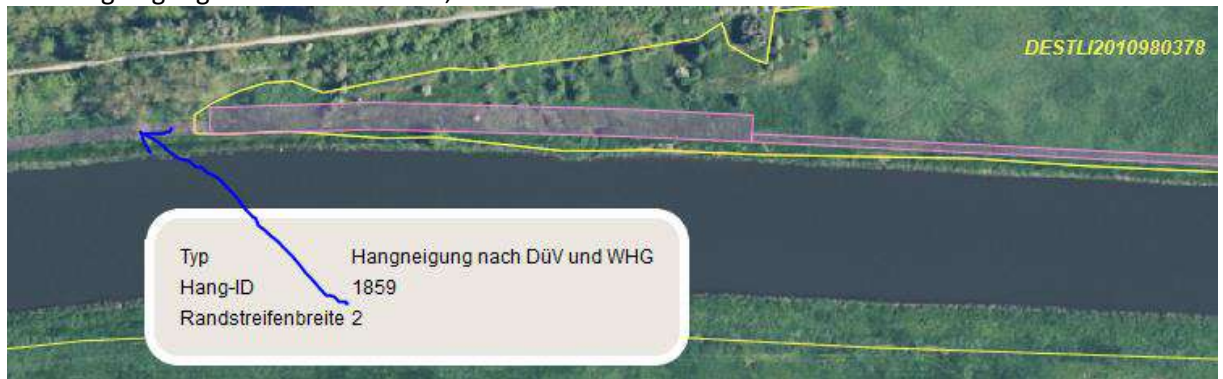 DESTLI2010980378
Typ Hangneigung nach DüV und WHG
Hang-ID 1859
Randstreifenbreite 2